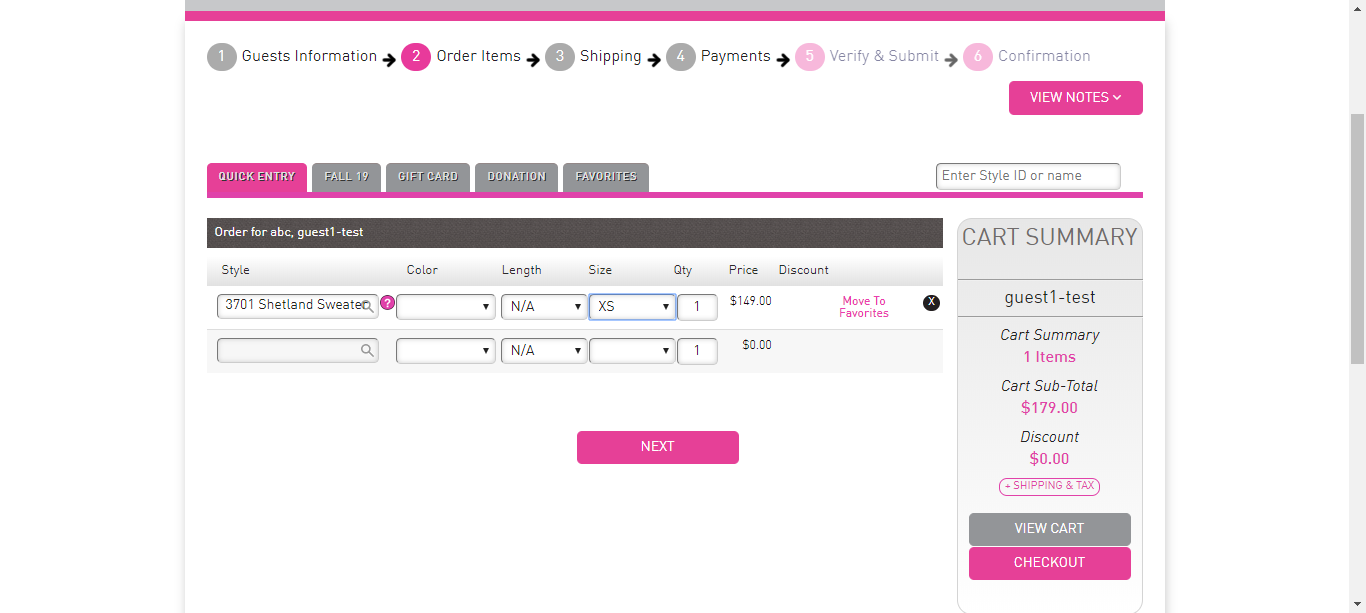 1 Guests Information 2 Order Items 3 Shipping 4 Payments 5 Verify & Submit 6 Confirmation
VIEW NOTES
QUICK ENTRY FALL 19 GIFT CARD DONATION FAVORITES Enter Style ID or name
Order for abc, guest1-test
Style Color Length Size Qty Price Discount
3701 Shetland Sweater ? N/A XS 1 $149.00 Move To
Favorites X
N/A 1 $0.00
NEXT
CART SUMMARY
guest1-test
Cart Summary
1 Items
Cart Sub-Total
$179.00
Discount
$0.00
+ SHIPPING & TAX
VIEW CART
CHECKOUT